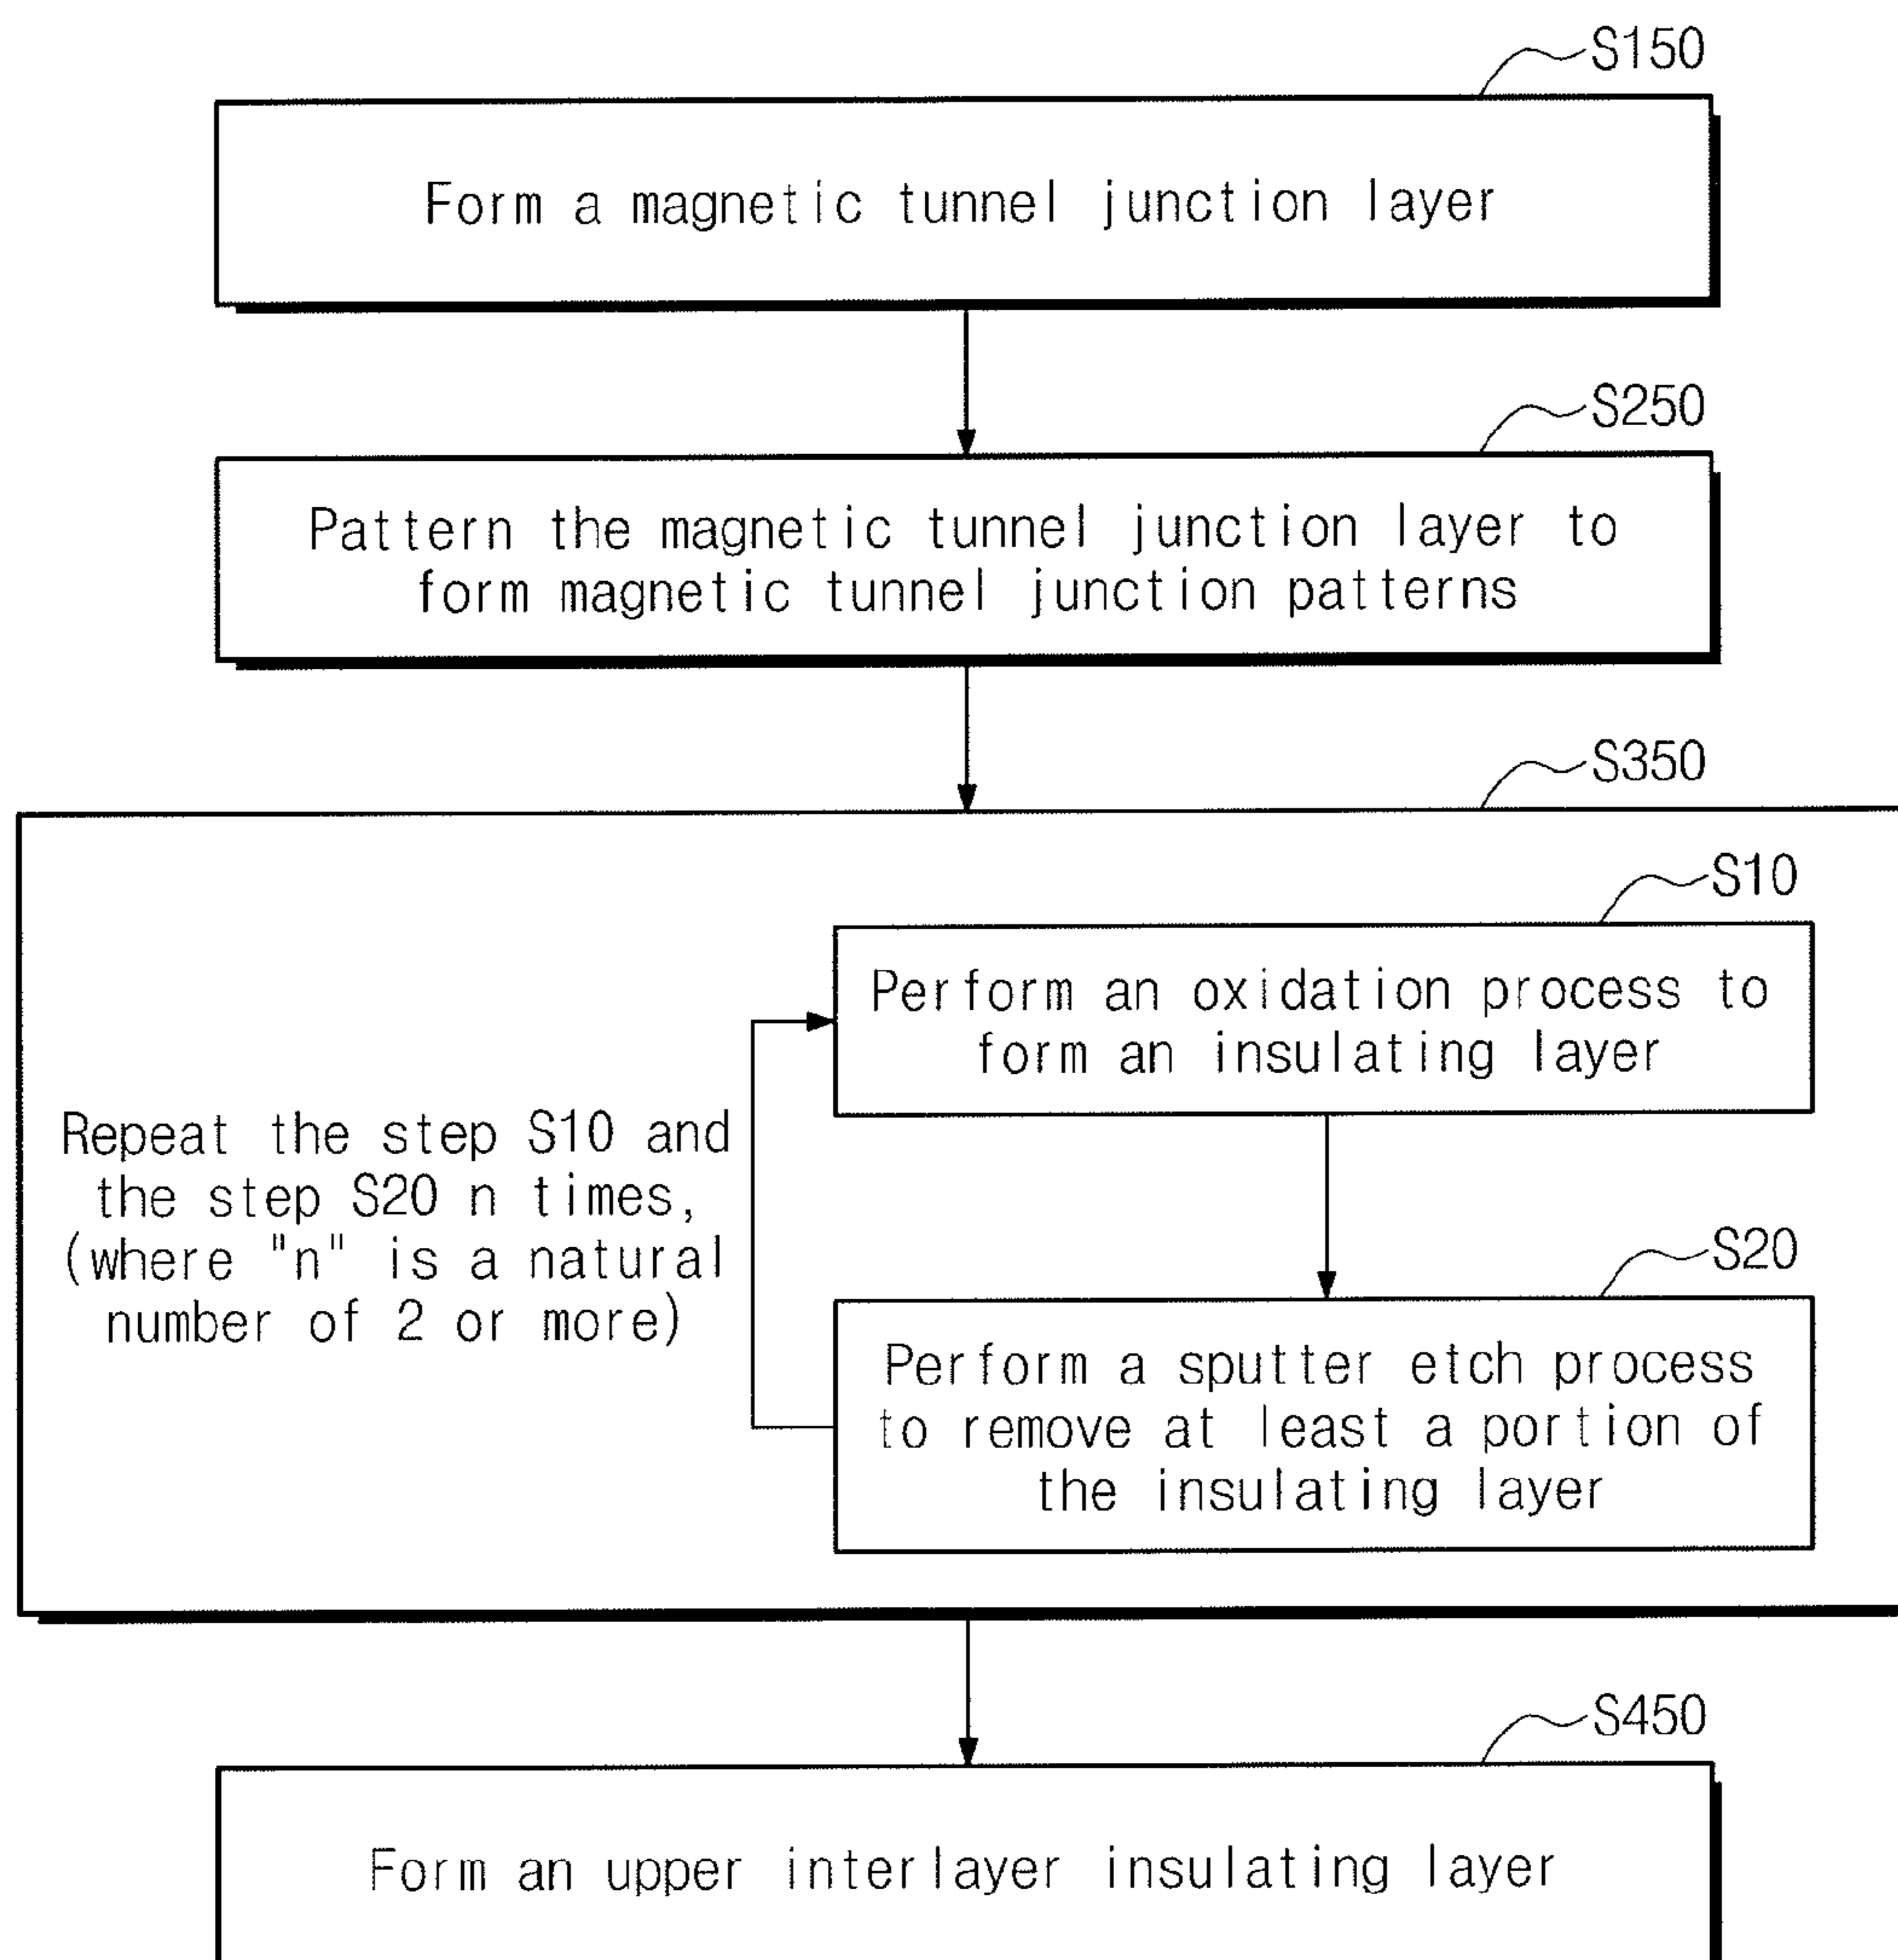 S150
Form a magnetic tunnel junction layer
S250
Pattern the magnetic tunnel junction layer to
form magnetic tunnel junction patterns
S350
S10
Perform an oxidation process to
form an insulating layer
Repeat the step S10 and
the step S20 n times,
(where "n" is a natural
number of 2 or more)
S20
Perform a sputter etch process
to remove at least a portion of
the insulating layer
S450
Form an upper interlayer insulating layer